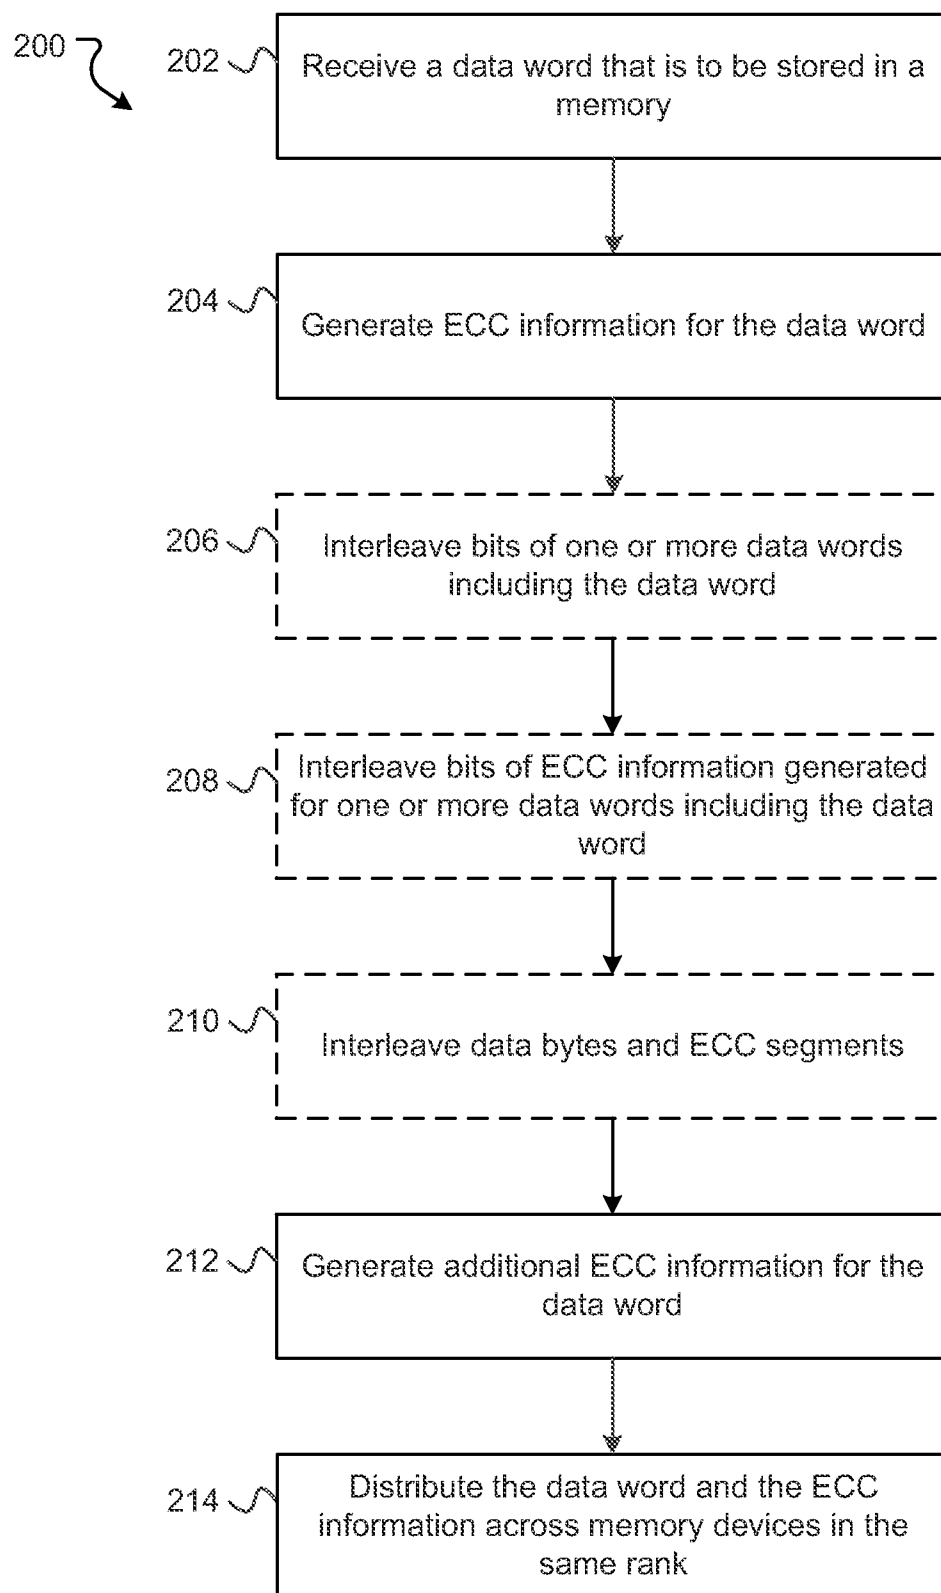 200
202
Receive a data word that is to be stored in a
memory
204
Generate ECC information for the data word
206
Interleave bits of one or more data words
including the data word
208
Interleave bits of ECC information generated
for one or more data words including the data
word
210
Interleave data bytes and ECC segments
212
Generate additional ECC information for the
data word
214
Distribute the data word and the ECC
information across memory devices in the
same rank